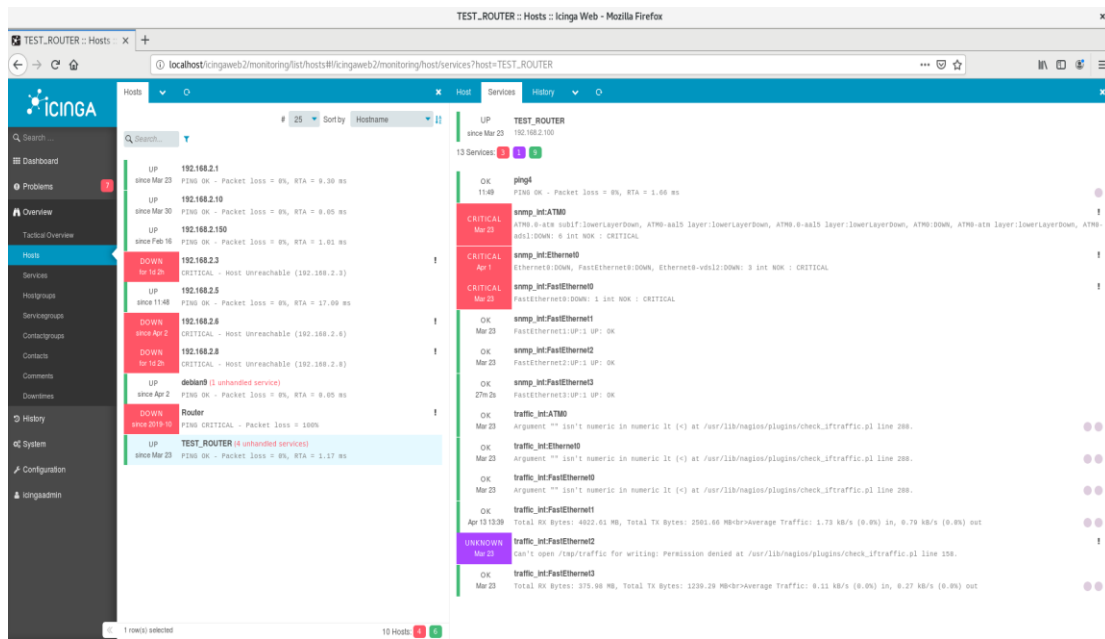 TEST_ROUTER :: Hosts :: Icinga Web - Mozilla Firefox
TEST_ROUTER :: Hosts ::
localhost/icingaweb2/monitoring/list/hosts#!/icingaweb2/monitoring/host/services?host=TEST_ROUTER
ICINGA
Search ...
Dashboard
Problems 7
Overview
Tactical Overview
Hosts
Services
Hostgroups
Servicegroups
Contactgroups
Contacts
Comments
Downtimes
History
System
Configuration
icingaadmin
Hosts
# 25 Sort by Hostname
Search...
UP 192.168.2.1
since Mar 23 PING OK - Packet loss = 0%, RTA = 9.30 ms
UP 192.168.2.10
since Mar 30 PING OK - Packet loss = 0%, RTA = 0.05 ms
UP 192.168.2.150
since Feb 16 PING OK - Packet loss = 0%, RTA = 1.01 ms
DOWN 192.168.2.3 !
for 1d 2h CRITICAL - Host Unreachable (192.168.2.3)
UP 192.168.2.5
since 11:48 PING OK - Packet loss = 0%, RTA = 17.09 ms
DOWN 192.168.2.6 !
since Apr 2 CRITICAL - Host Unreachable (192.168.2.6)
DOWN 192.168.2.8 !
for 1d 2h CRITICAL - Host Unreachable (192.168.2.8)
UP debian9 (1 unhandled service)
since Apr 2 PING OK - Packet loss = 0%, RTA = 0.05 ms
DOWN Router !
since 2019-10 PING CRITICAL - Packet loss = 100%
UP TEST_ROUTER (4 unhandled services)
since Mar 23 PING OK - Packet loss = 0%, RTA = 1.17 ms
1 row(s) selected
10 Hosts: 4 6
Host Services History
UP TEST_ROUTER
since Mar 23 192.168.2.100
13 Services: 3 1 9
OK ping4
11:49 PING OK - Packet loss = 0%, RTA = 1.66 ms
CRITICAL snmp_int:ATM0 !
Mar 23 ATM0.0-atm subif:lowerLayerDown, ATM0-aal5 layer:lowerLayerDown, ATM0.0-aal5 layer:lowerLayerDown, ATM0:DOWN, ATM0-atm layer:lowerLayerDown, ATM0-
adsl:DOWN: 6 int NOK : CRITICAL
CRITICAL snmp_int:Ethernet0 !
Apr 1 Ethernet0:DOWN, FastEthernet0:DOWN, Ethernet0-vdsl2:DOWN: 3 int NOK : CRITICAL
CRITICAL snmp_int:FastEthernet0 !
Mar 23 FastEthernet0:DOWN: 1 int NOK : CRITICAL
OK snmp_int:FastEthernet1
Mar 23 FastEthernet1:UP:1 UP: OK
OK snmp_int:FastEthernet2
Mar 23 FastEthernet2:UP:1 UP: OK
OK snmp_int:FastEthernet3
27m 2s FastEthernet3:UP:1 UP: OK
OK traffic_int:ATM0
Mar 23 Argument "" isn't numeric in numeric lt (<) at /usr/lib/nagios/plugins/check_iftraffic.pl line 208.
OK traffic_int:Ethernet0
Mar 23 Argument "" isn't numeric in numeric lt (<) at /usr/lib/nagios/plugins/check_iftraffic.pl line 208.
OK traffic_int:FastEthernet0
Mar 23 Argument "" isn't numeric in numeric lt (<) at /usr/lib/nagios/plugins/check_iftraffic.pl line 208.
OK traffic_int:FastEthernet1
Apr 13 13:39 Total RX Bytes: 4022.61 MB, Total TX Bytes: 2501.66 MB<br>Average Traffic: 1.73 kB/s (0.0%) in, 0.79 kB/s (0.0%) out
UNKNOWN traffic_int:FastEthernet2 !
Mar 23 Can't open /tmp/traffic for writing: Permission denied at /usr/lib/nagios/plugins/check_iftraffic.pl line 156.
OK traffic_int:FastEthernet3
Mar 23 Total RX Bytes: 375.98 MB, Total TX Bytes: 1239.29 MB<br>Average Traffic: 0.11 kB/s (0.0%) in, 0.27 kB/s (0.0%) out